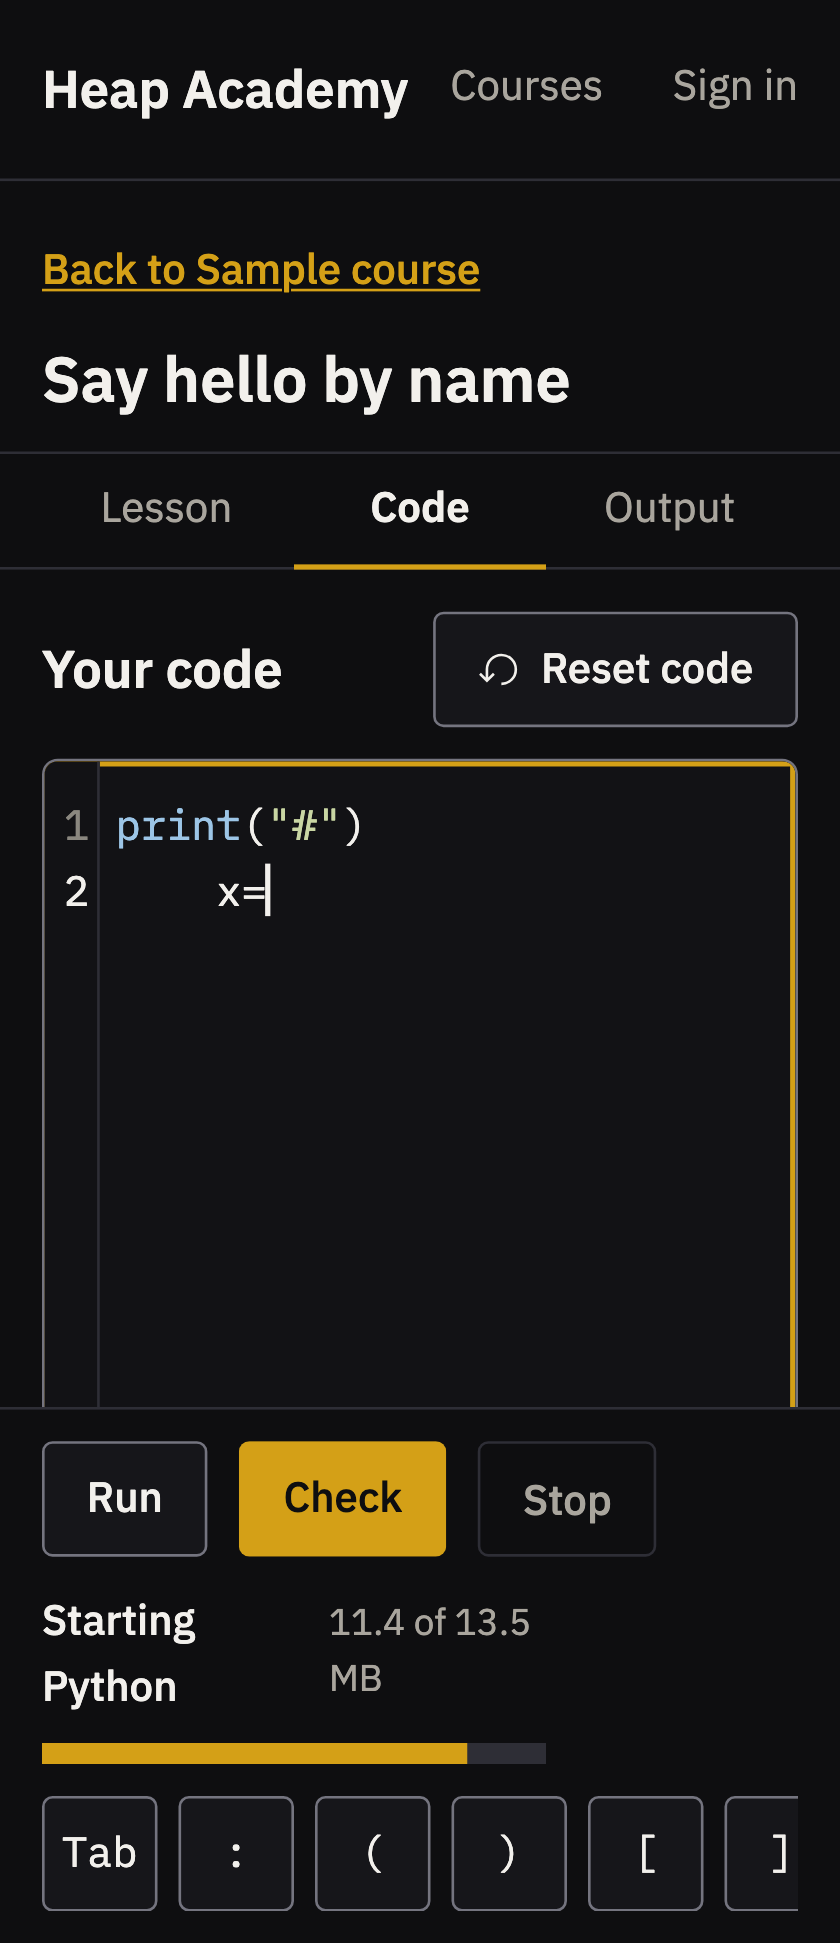 Heap Academy Courses Sign in
Back to Sample course
Say hello by name
Lesson Code Output
Your code Reset code
1 print("#")
2     x=
Run Check Stop
Starting Python 11.4 of 13.5 MB
Tab : ( ) [ ]